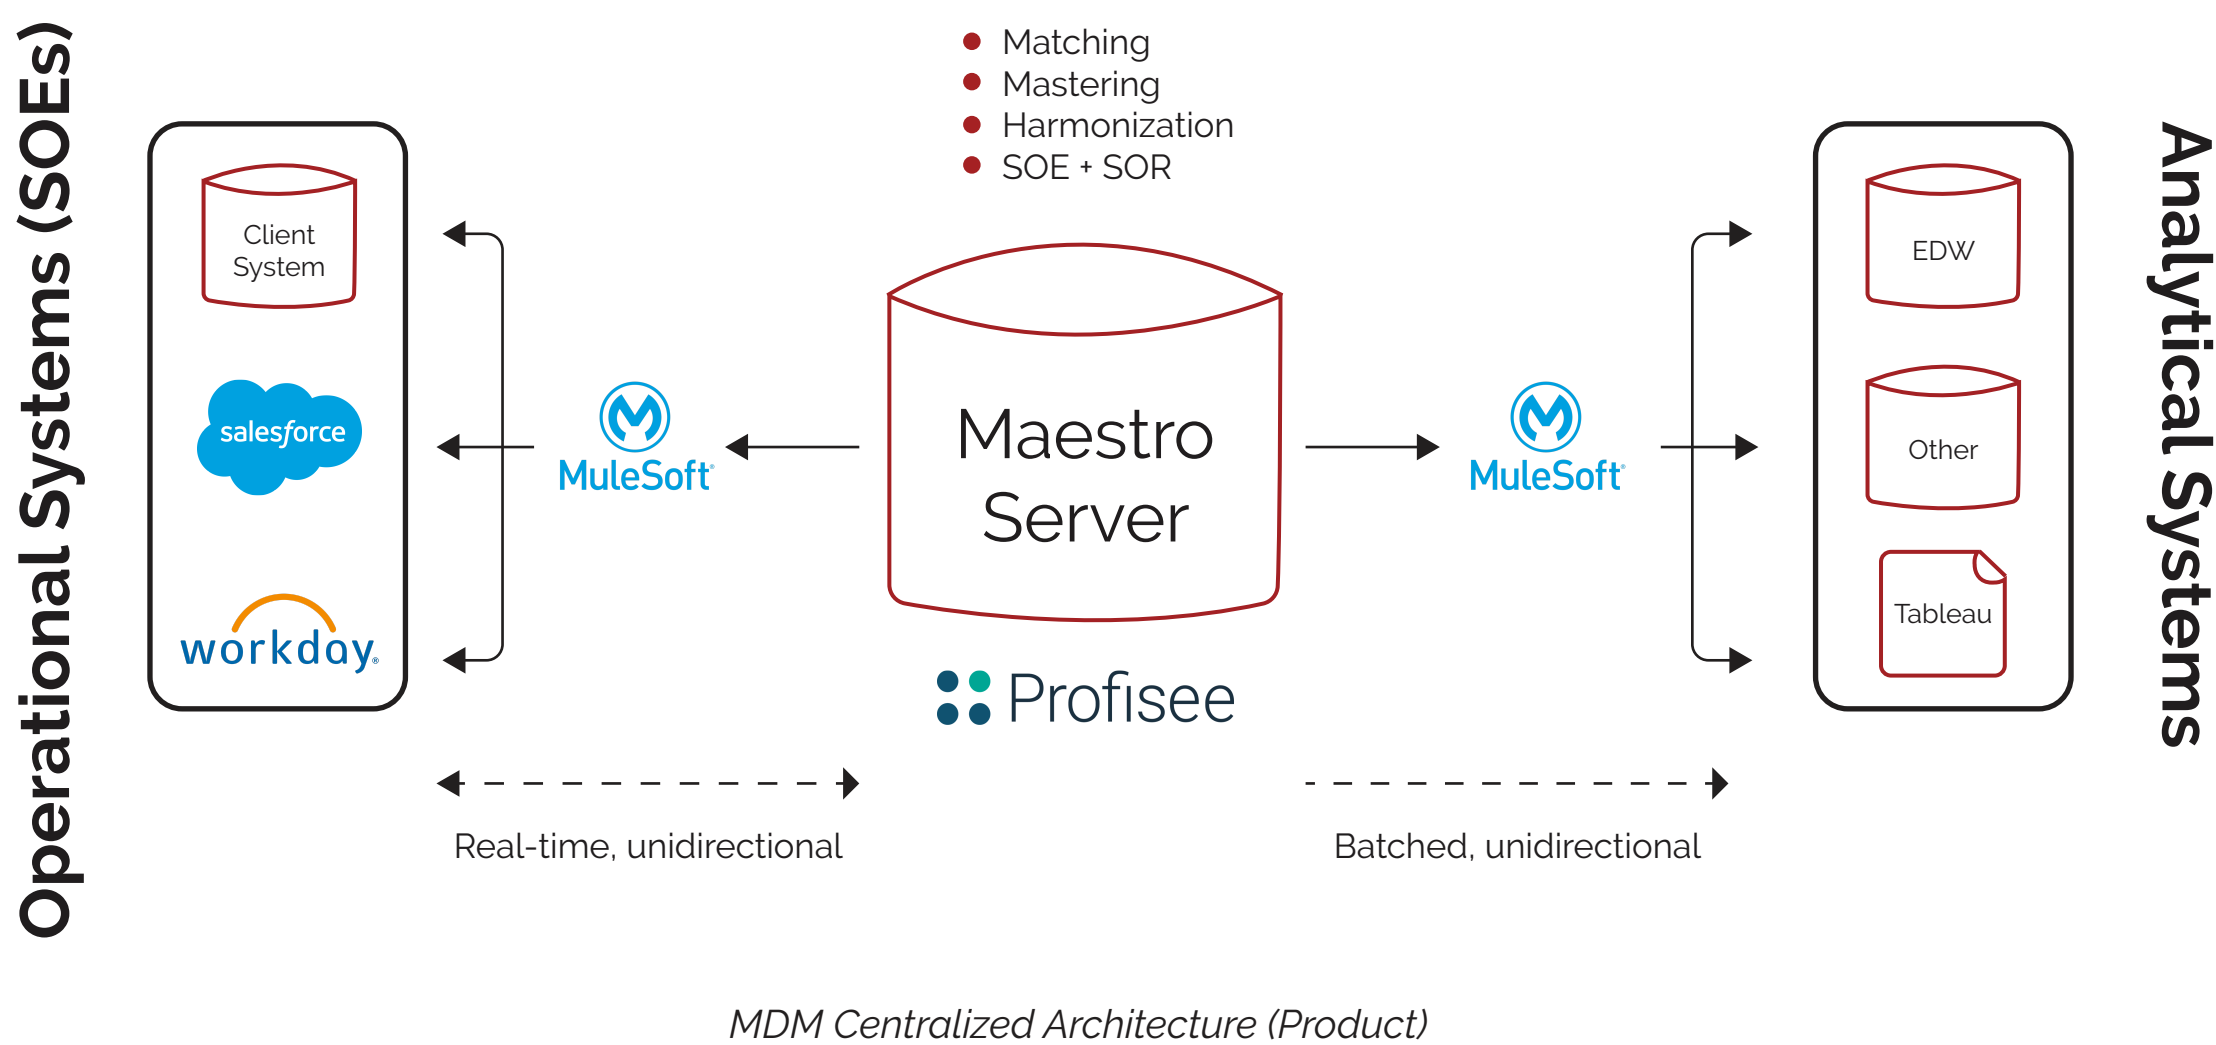 Operational Systems (SOEs)
Client
System
salesforce
workday®
MuleSoft®
Matching
Mastering
Harmonization
SOE + SOR
Maestro
Server
Profisee
MuleSoft®
EDW
Other
Tableau
Analytical Systems
Real-time, unidirectional
Batched, unidirectional
MDM Centralized Architecture (Product)